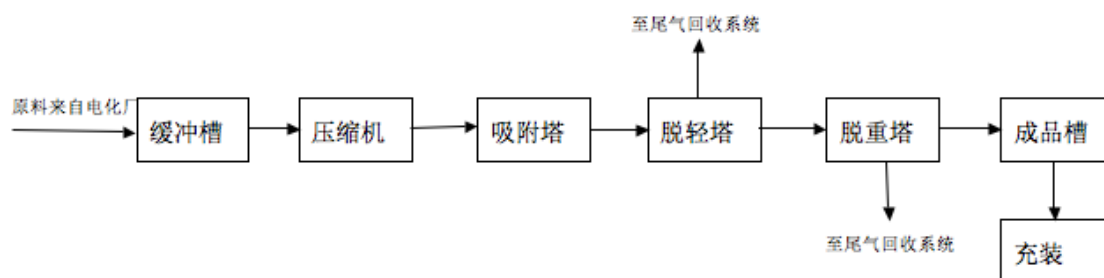 至尾气回收系统
原料来自电化厂
缓冲槽
压缩机
吸附塔
脱轻塔
脱重塔
成品槽
至尾气回收系统
充装